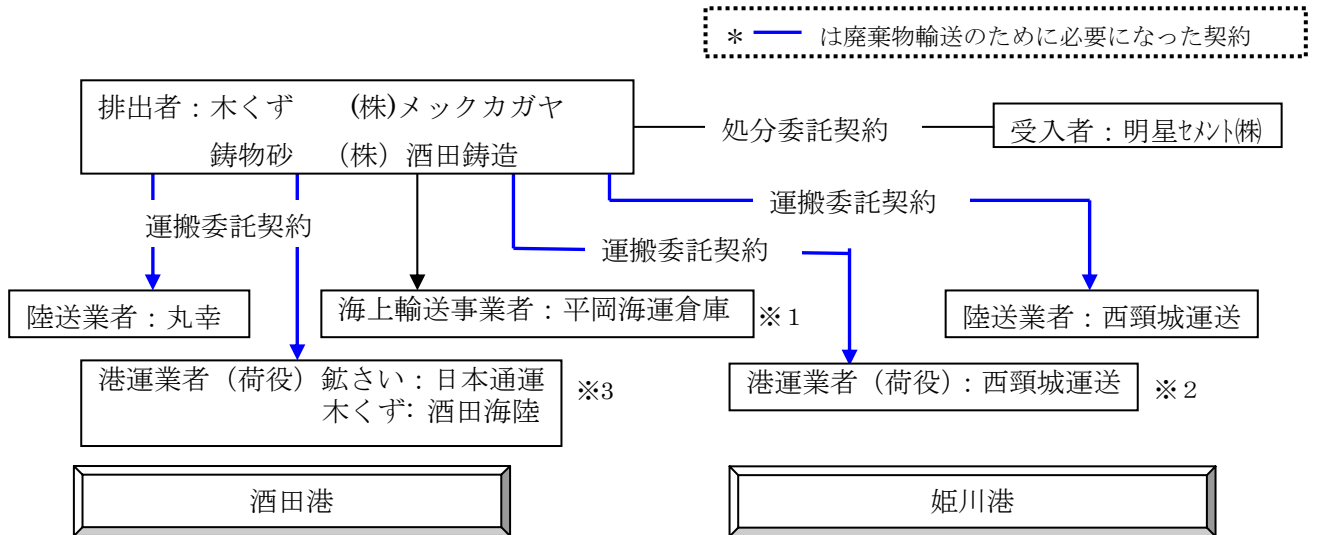 ＊ ━━ は廃棄物輸送のために必要になった契約
排出者：木くず　　(株)メックカガヤ
鋳物砂　（株）酒田鋳造
処分委託契約
受入者：明星ｾﾒﾝﾄ㈱
運搬委託契約
運搬委託契約
運搬委託契約
陸送業者：丸幸
海上輸送事業者：平岡海運倉庫
※１
陸送業者：西頸城運送
港運業者（荷役）鉱さい：日本通運
木くず: 酒田海陸
※3
港運業者（荷役）：西頸城運送
※２
酒田港
姫川港